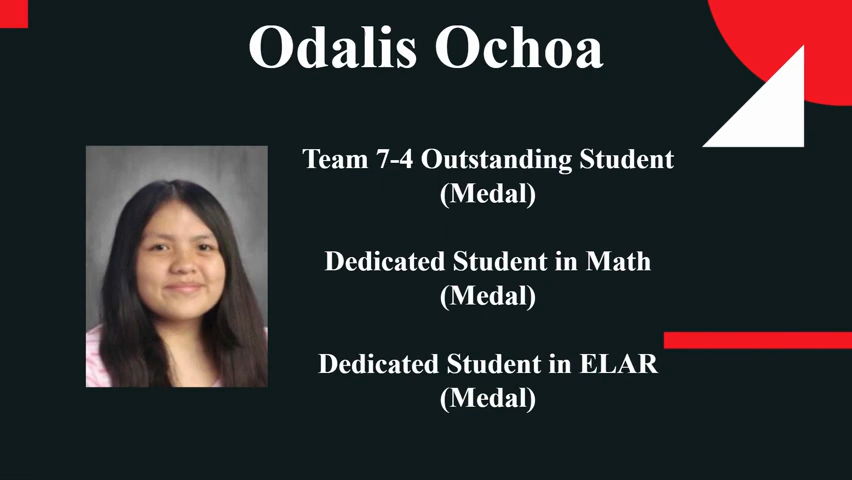 Odalis Ochoa
Team 7-4 Outstanding Student
(Medal)
Dedicated Student in Math
(Medal)
Dedicated Student in ELAR
(Medal)